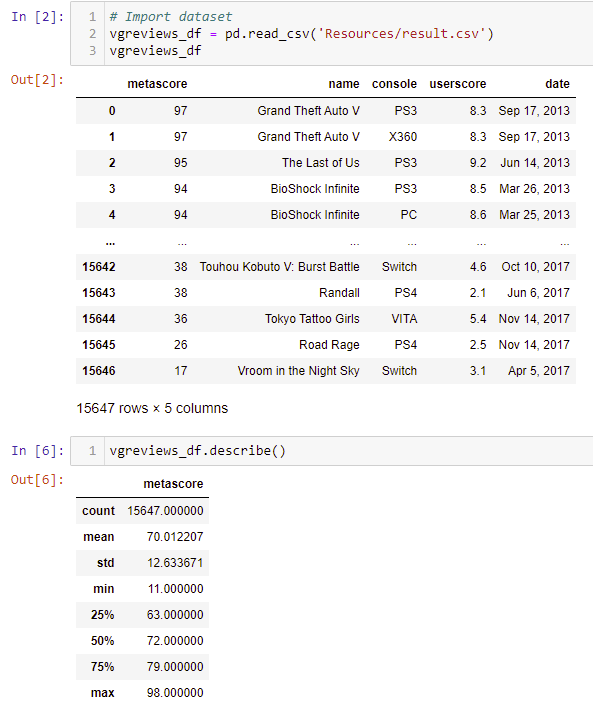 In [2]:
1 # Import dataset
2 vgreviews_df = pd.read_csv('Resources/result.csv')
3 vgreviews_df
Out[2]:
metascore name console userscore date
0 97 Grand Theft Auto V PS3 8.3 Sep 17, 2013
1 97 Grand Theft Auto V X360 8.3 Sep 17, 2013
2 95 The Last of Us PS3 9.2 Jun 14, 2013
3 94 BioShock Infinite PS3 8.5 Mar 26, 2013
4 94 BioShock Infinite PC 8.6 Mar 25, 2013
... ... ... ... ... ...
15642 38 Touhou Kobuto V: Burst Battle Switch 4.6 Oct 10, 2017
15643 38 Randall PS4 2.1 Jun 6, 2017
15644 36 Tokyo Tattoo Girls VITA 5.4 Nov 14, 2017
15645 26 Road Rage PS4 2.5 Nov 14, 2017
15646 17 Vroom in the Night Sky Switch 3.1 Apr 5, 2017
15647 rows × 5 columns
In [6]:
1 vgreviews_df.describe()
Out[6]:
metascore
count 15647.000000
mean 70.012207
std 12.633671
min 11.000000
25% 63.000000
50% 72.000000
75% 79.000000
max 98.000000